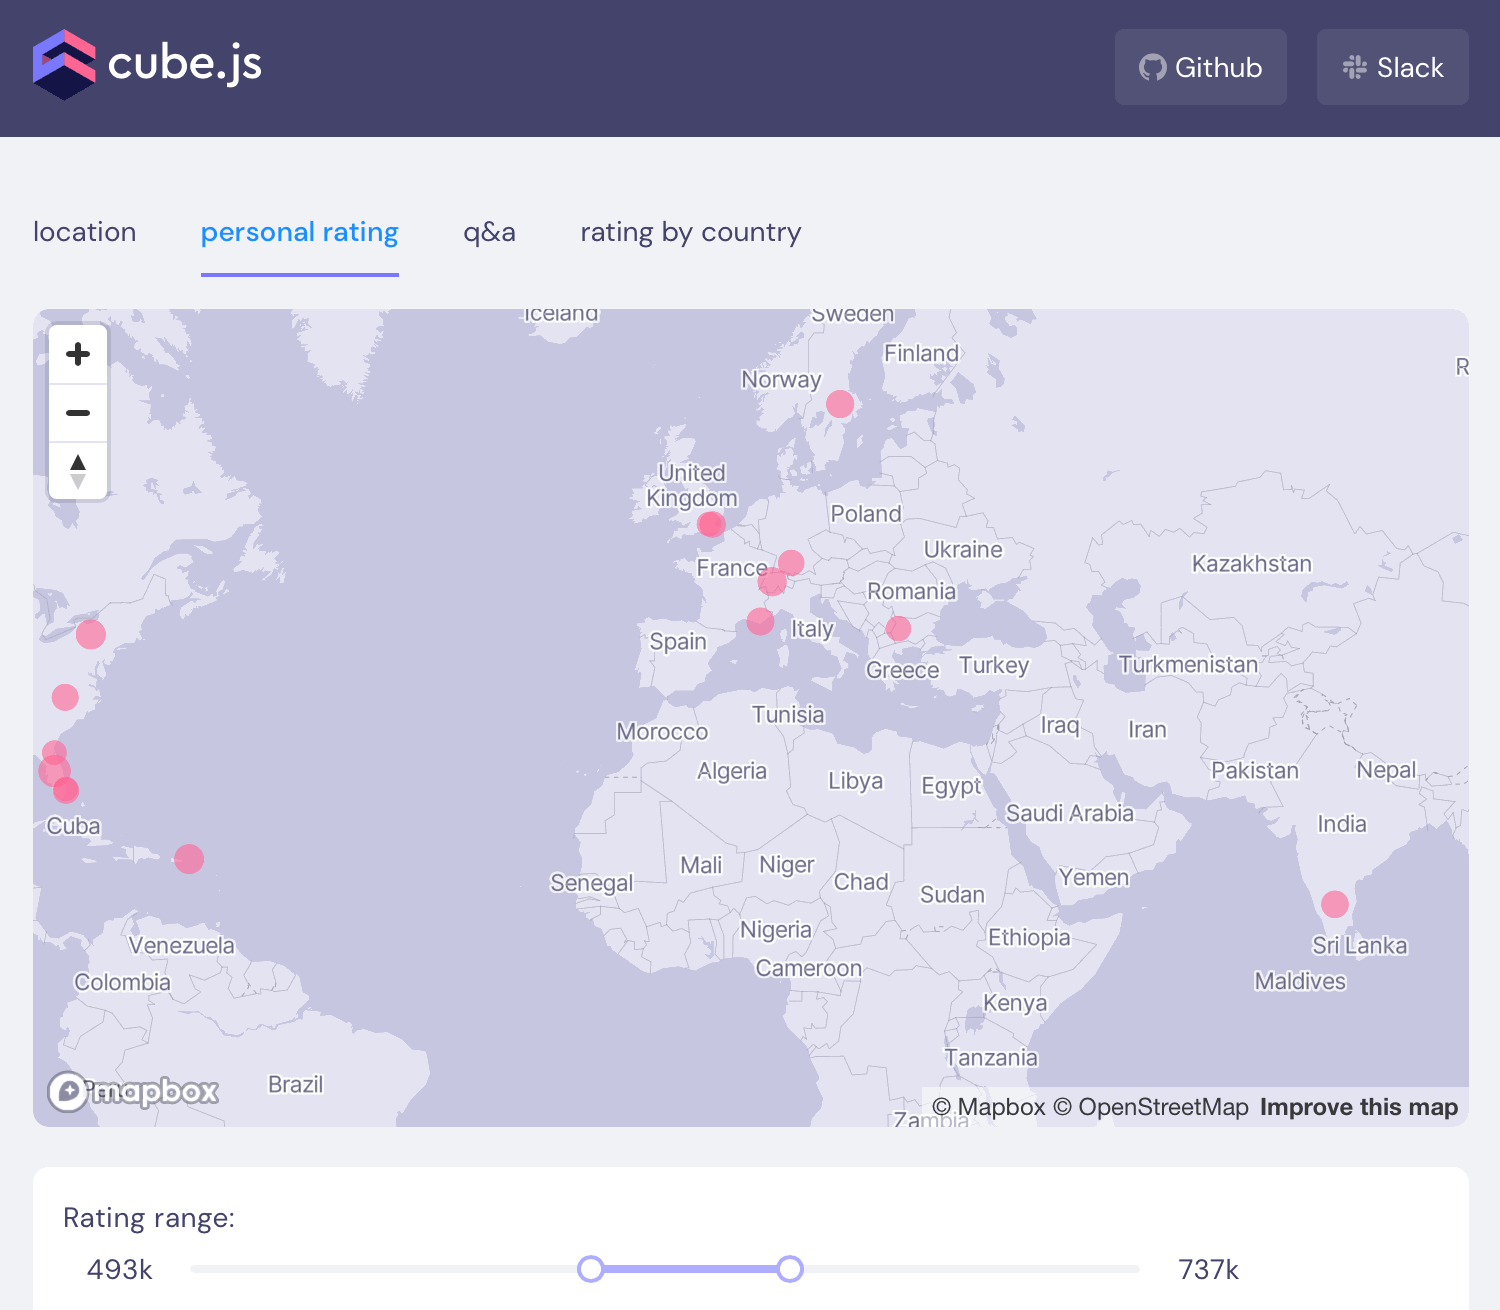 cube.js
Github
Slack
location
personal rating
q&a
rating by country
Iceland
Sweden
Finland
Norway
R
United
Kingdom
Poland
Ukraine
France
Kazakhstan
Romania
Italy
Spain
Greece
Turkey
Turkmenistan
Tunisia
Morocco
Iraq
Iran
Algeria
Libya
Egypt
Pakistan
Nepal
Saudi Arabia
Cuba
India
Mali
Niger
Senegal
Chad
Yemen
Sudan
Nigeria
Ethiopia
Venezuela
Sri Lanka
Cameroon
Colombia
Maldives
Kenya
Tanzania
Brazil
Peru
mapbox
Zambia
© Mapbox © OpenStreetMap Improve this map
Rating range:
493k
737k